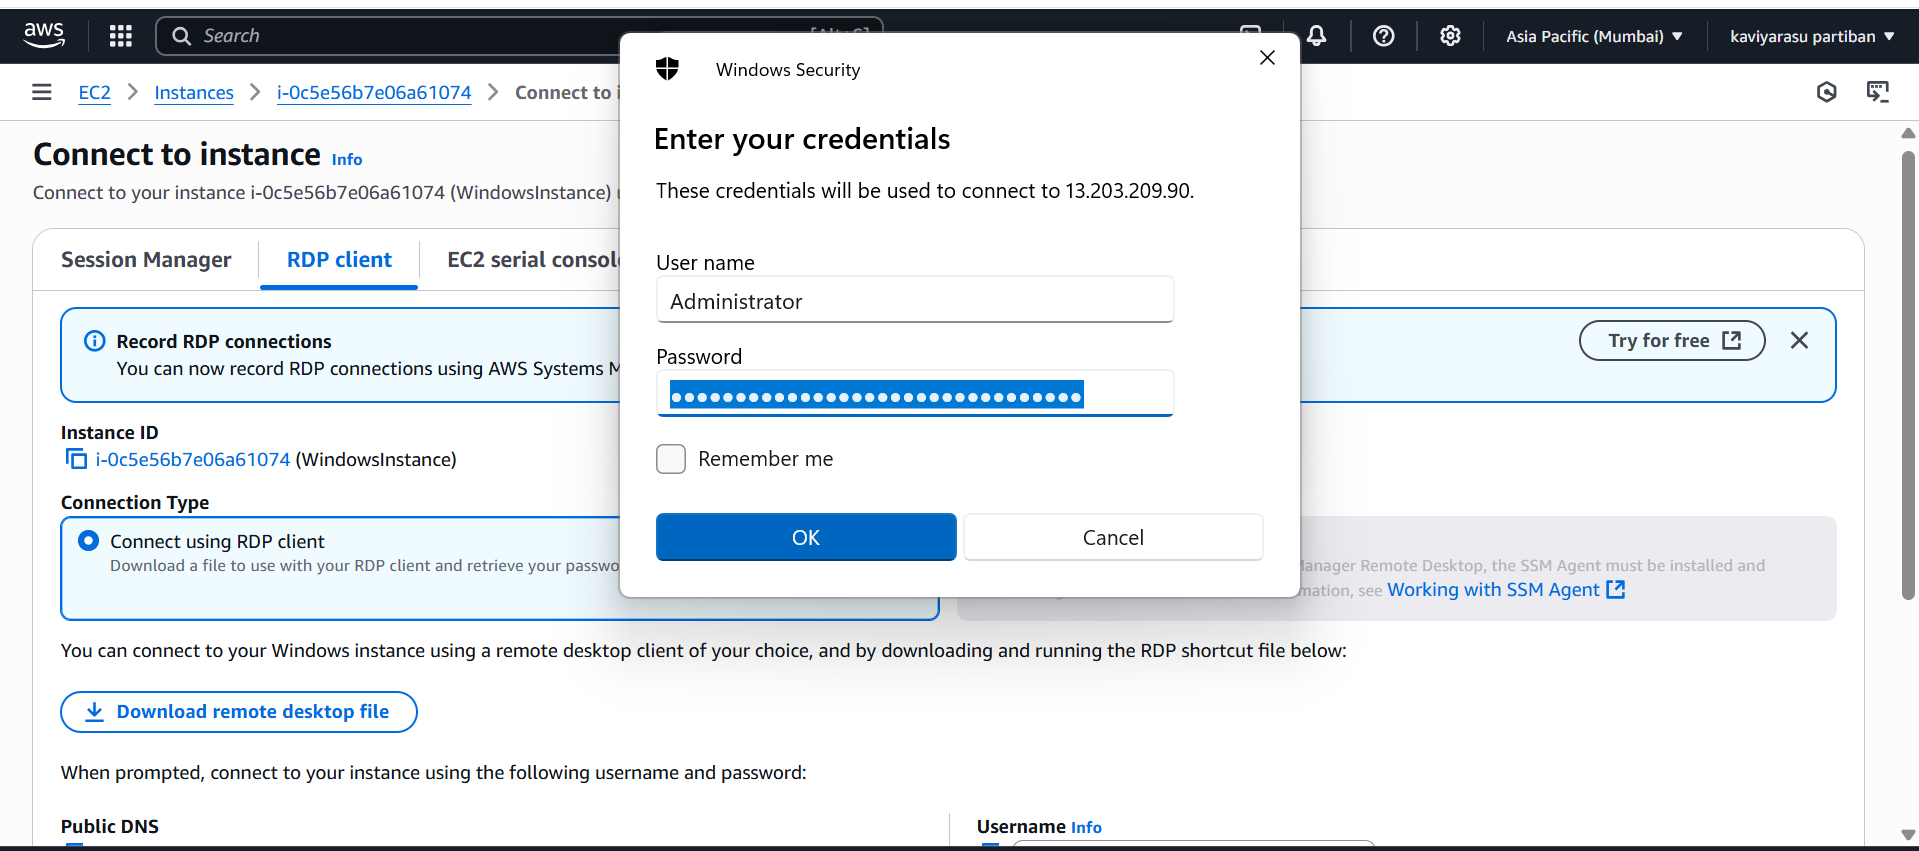 aws
Search
[Alt+S]
Asia Pacific (Mumbai)
kaviyarasu partiban
EC2
Instances
i-0c5e56b7e06a61074
Connect to i
Connect to instance Info
Connect to your instance i-0c5e56b7e06a61074 (WindowsInstance)
Session Manager
RDP client
EC2 serial consol
Record RDP connections
You can now record RDP connections using AWS Systems M
Try for free
Instance ID
i-0c5e56b7e06a61074 (WindowsInstance)
Connection Type
Connect using RDP client
Download a file to use with your RDP client and retrieve your passwo
Manager Remote Desktop, the SSM Agent must be installed and
mation, see Working with SSM Agent
Windows Security
Enter your credentials
These credentials will be used to connect to 13.203.209.90.
User name
Administrator
Password
Remember me
OK
Cancel
You can connect to your Windows instance using a remote desktop client of your choice, and by downloading and running the RDP shortcut file below:
Download remote desktop file
When prompted, connect to your instance using the following username and password:
Public DNS
Username Info